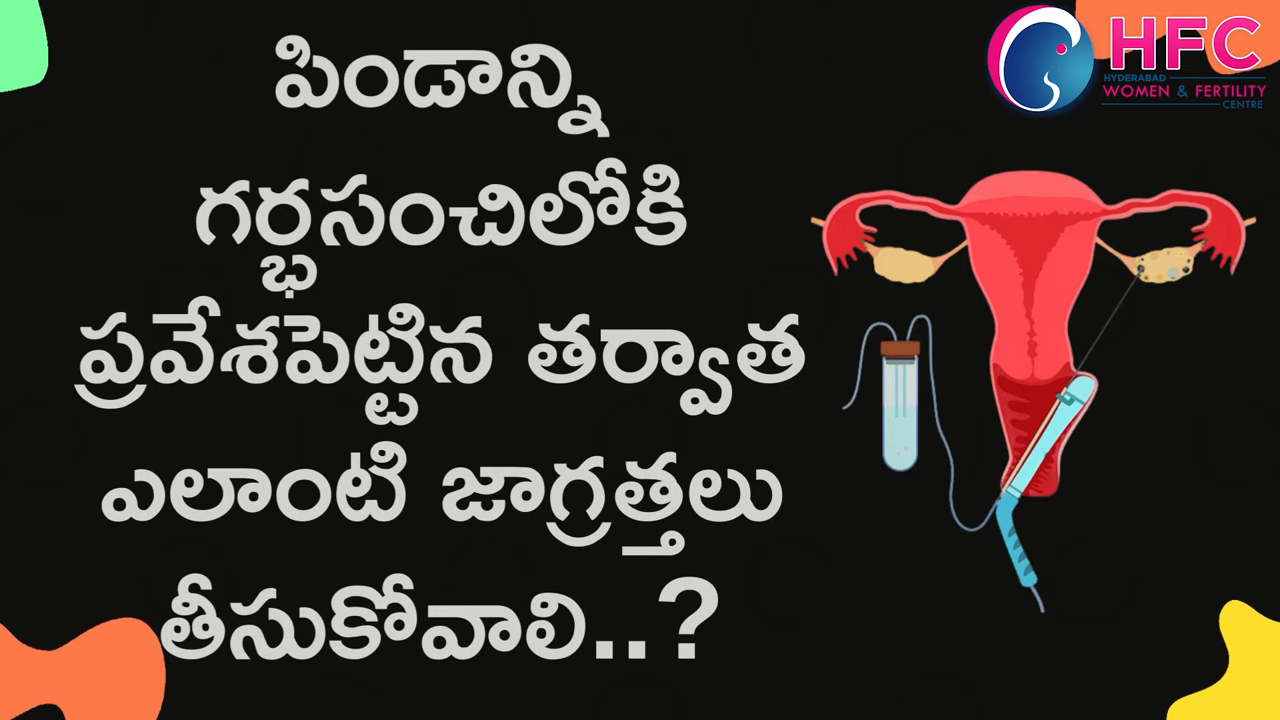 పిండాన్ని
గర్భసంచిలోకి
ప్రవేశపెట్టిన తర్వాత
ఎలాంటి జాగ్రత్తలు
తీసుకోవాలి..?
HFC
HYDERABAD
WOMEN & FERTILITY
CENTRE